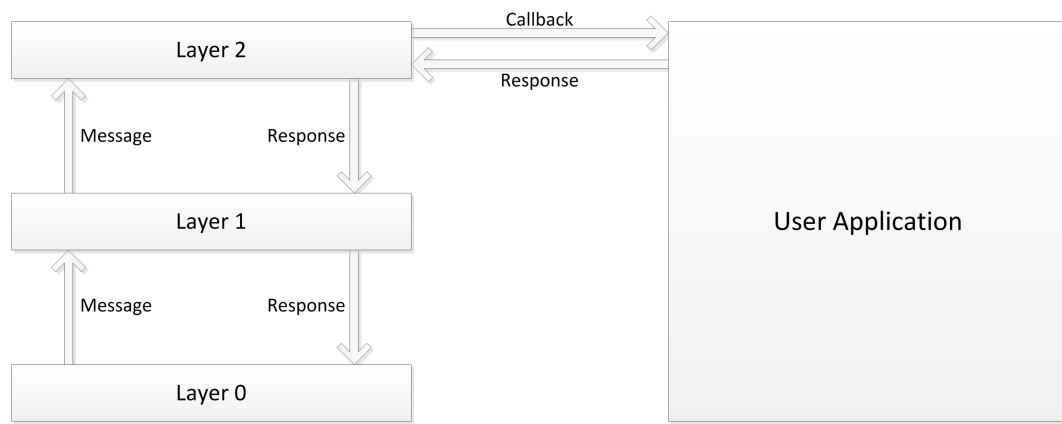 Callback
Layer 2
Response
Message
Response
Layer 1
User Application
Message
Response
Layer 0